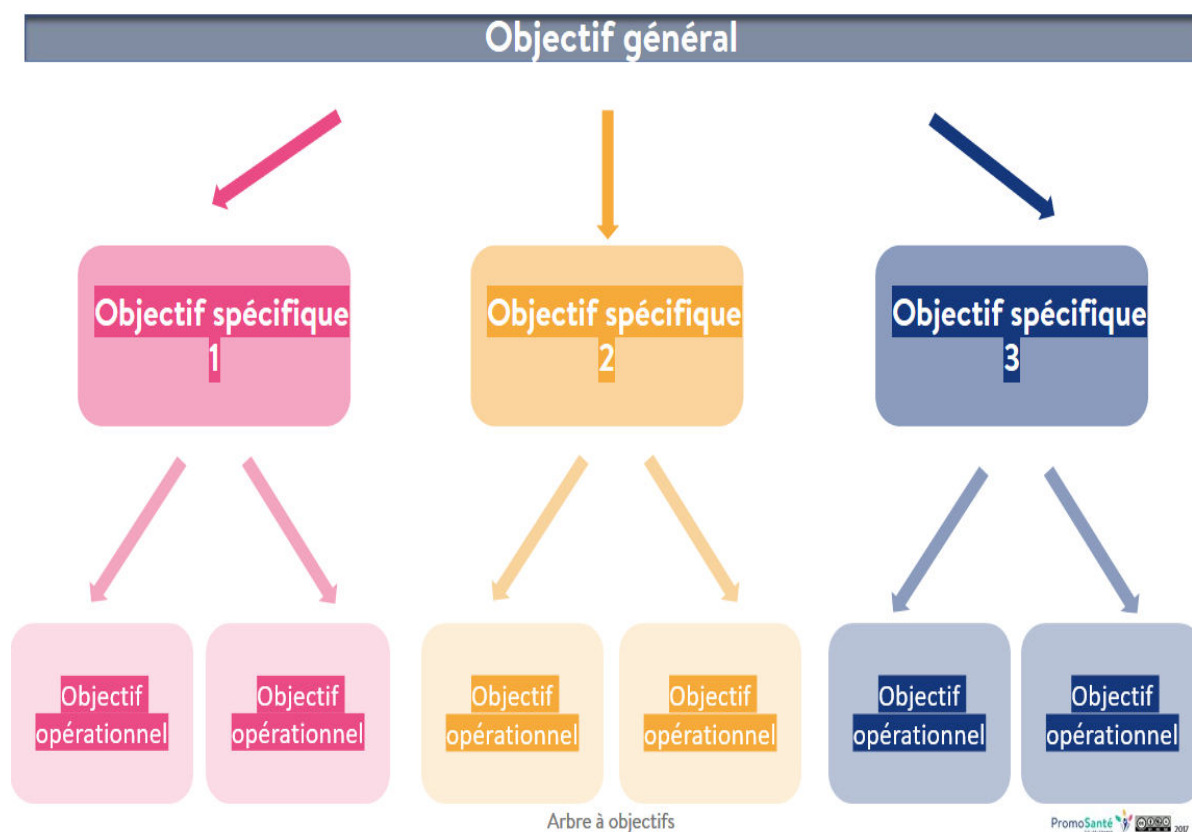 Objectif général
Objectif spécifique
1
Objectif spécifique
2
Objectif spécifique
3
Objectif
opérationnel
Objectif
opérationnel
Objectif
opérationnel
Objectif
opérationnel
Objectif
opérationnel
Objectif
opérationnel
Arbre à objectifs
PromoSanté
2017